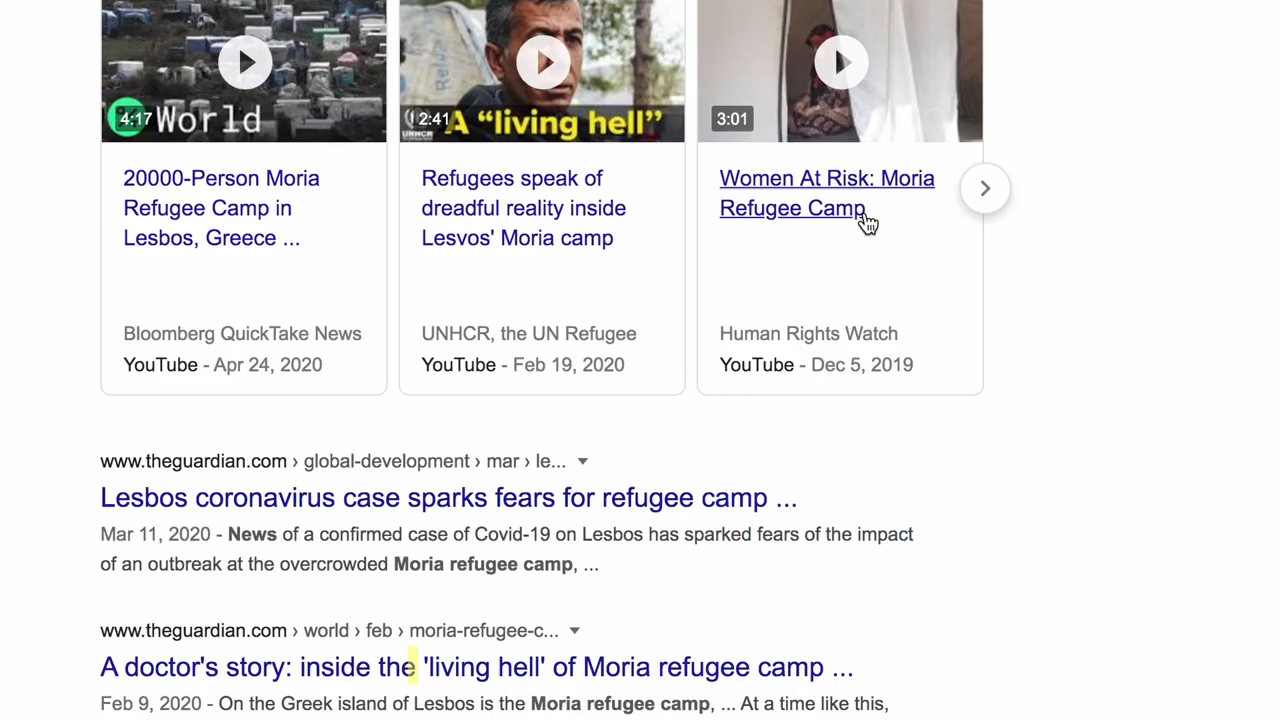 4:17 World
UNHCR 2:41 A “living hell”
3:01
20000-Person Moria
Refugee Camp in
Lesbos, Greece ...
Refugees speak of
dreadful reality inside
Lesvos' Moria camp
Women At Risk: Moria
Refugee Camp
Bloomberg QuickTake News
YouTube - Apr 24, 2020
UNHCR, the UN Refugee
YouTube - Feb 19, 2020
Human Rights Watch
YouTube - Dec 5, 2019
www.theguardian.com › global-development › mar › le...
Lesbos coronavirus case sparks fears for refugee camp ...
Mar 11, 2020 - News of a confirmed case of Covid-19 on Lesbos has sparked fears of the impact
of an outbreak at the overcrowded Moria refugee camp, ...
www.theguardian.com › world › feb › moria-refugee-c...
A doctor's story: inside the 'living hell' of Moria refugee camp ...
Feb 9, 2020 - On the Greek island of Lesbos is the Moria refugee camp, ... At a time like this,